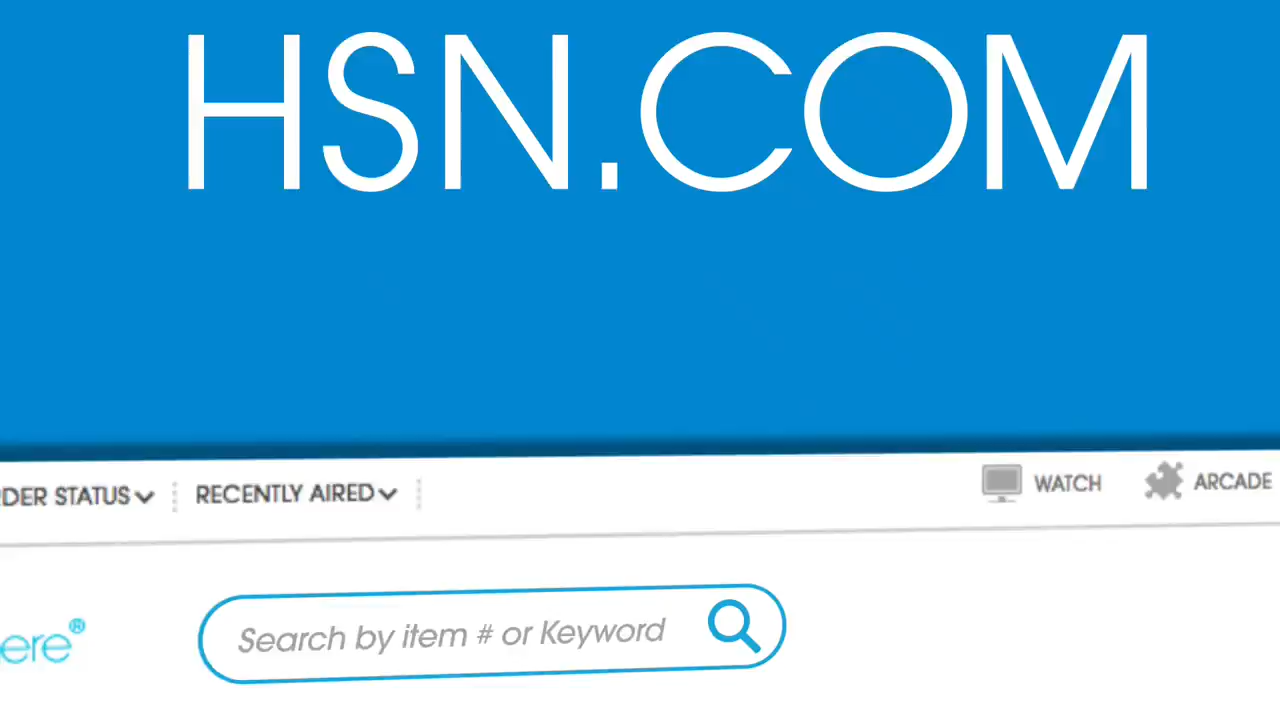 HSN.COM
DER STATUS RECENTLY AIRED WATCH ARCADE
ere®
Search by item # or Keyword